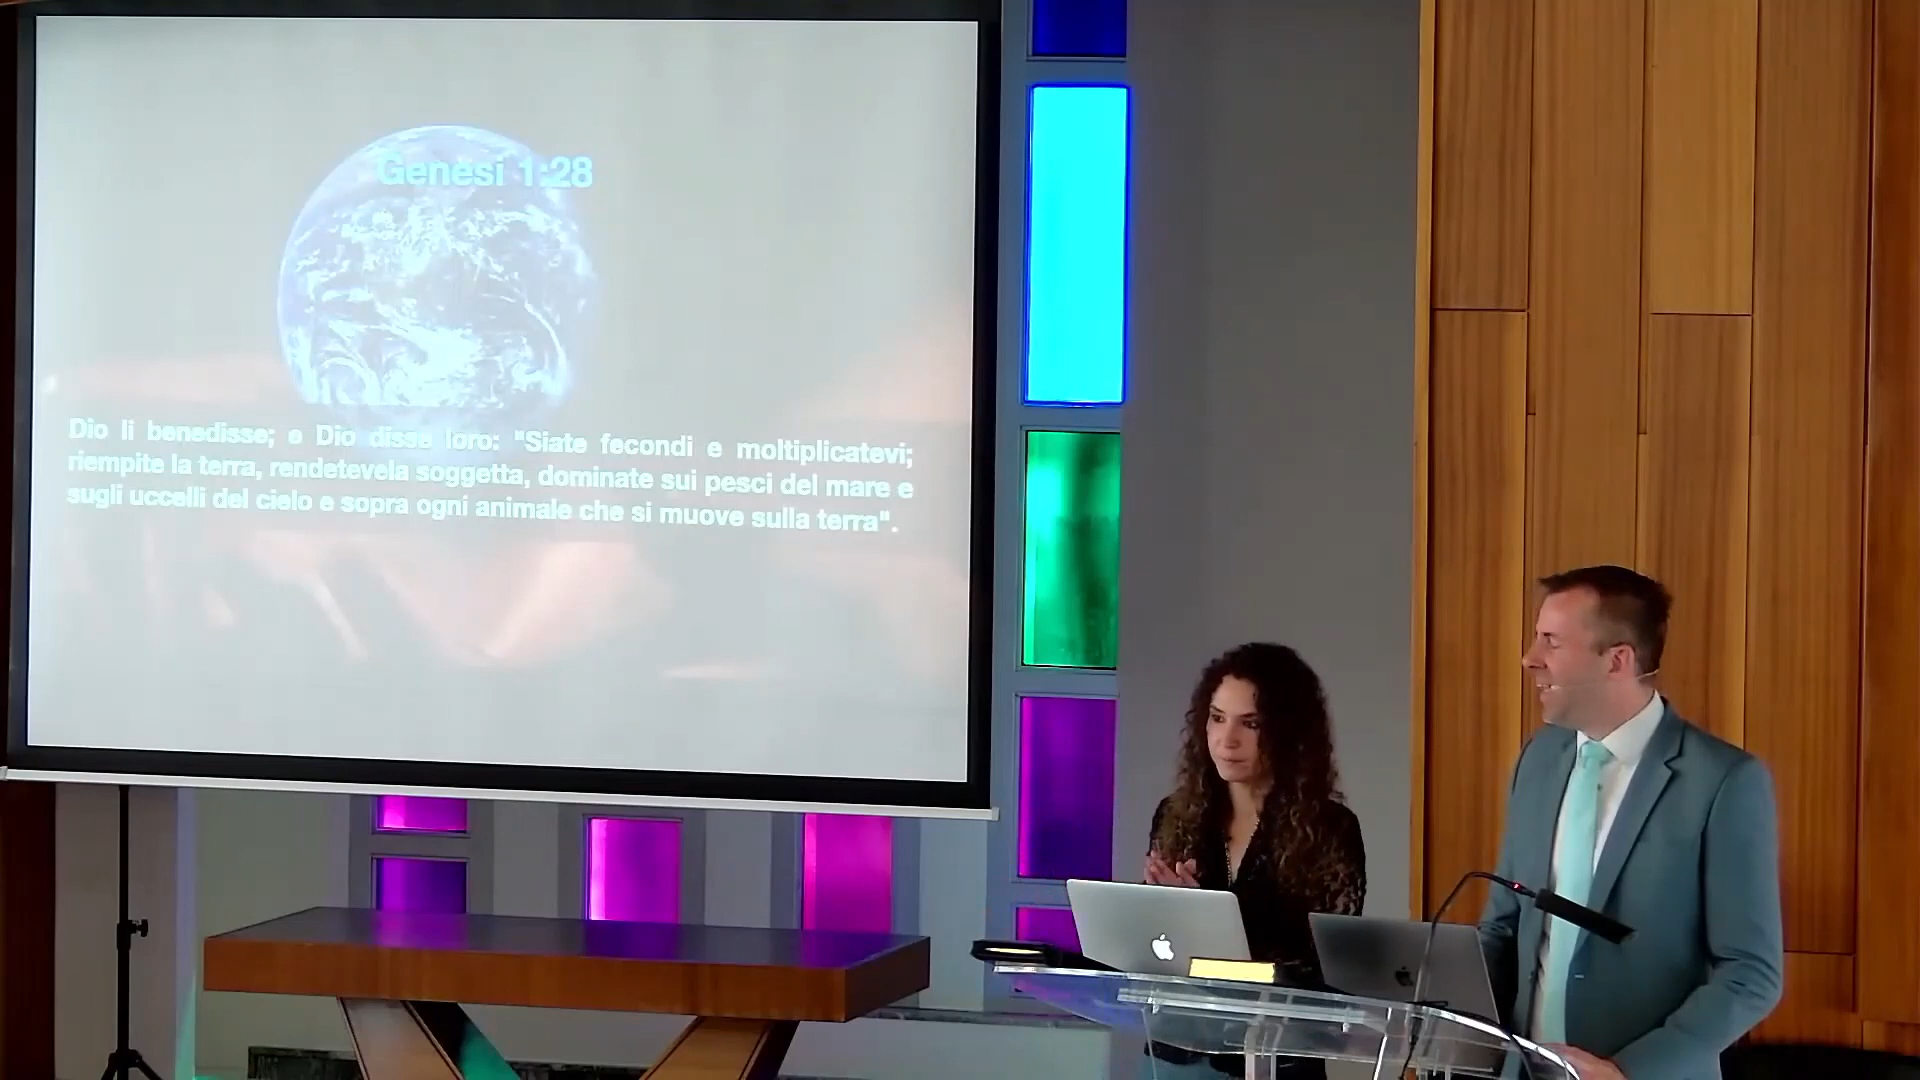 Genesi 1:28
Dio li benedisse; e Dio disse loro: "Siate fecondi e moltiplicatevi;
riempite la terra, rendetevela soggetta, dominate sui pesci del mare e
sugli uccelli del cielo e sopra ogni animale che si muove sulla terra".